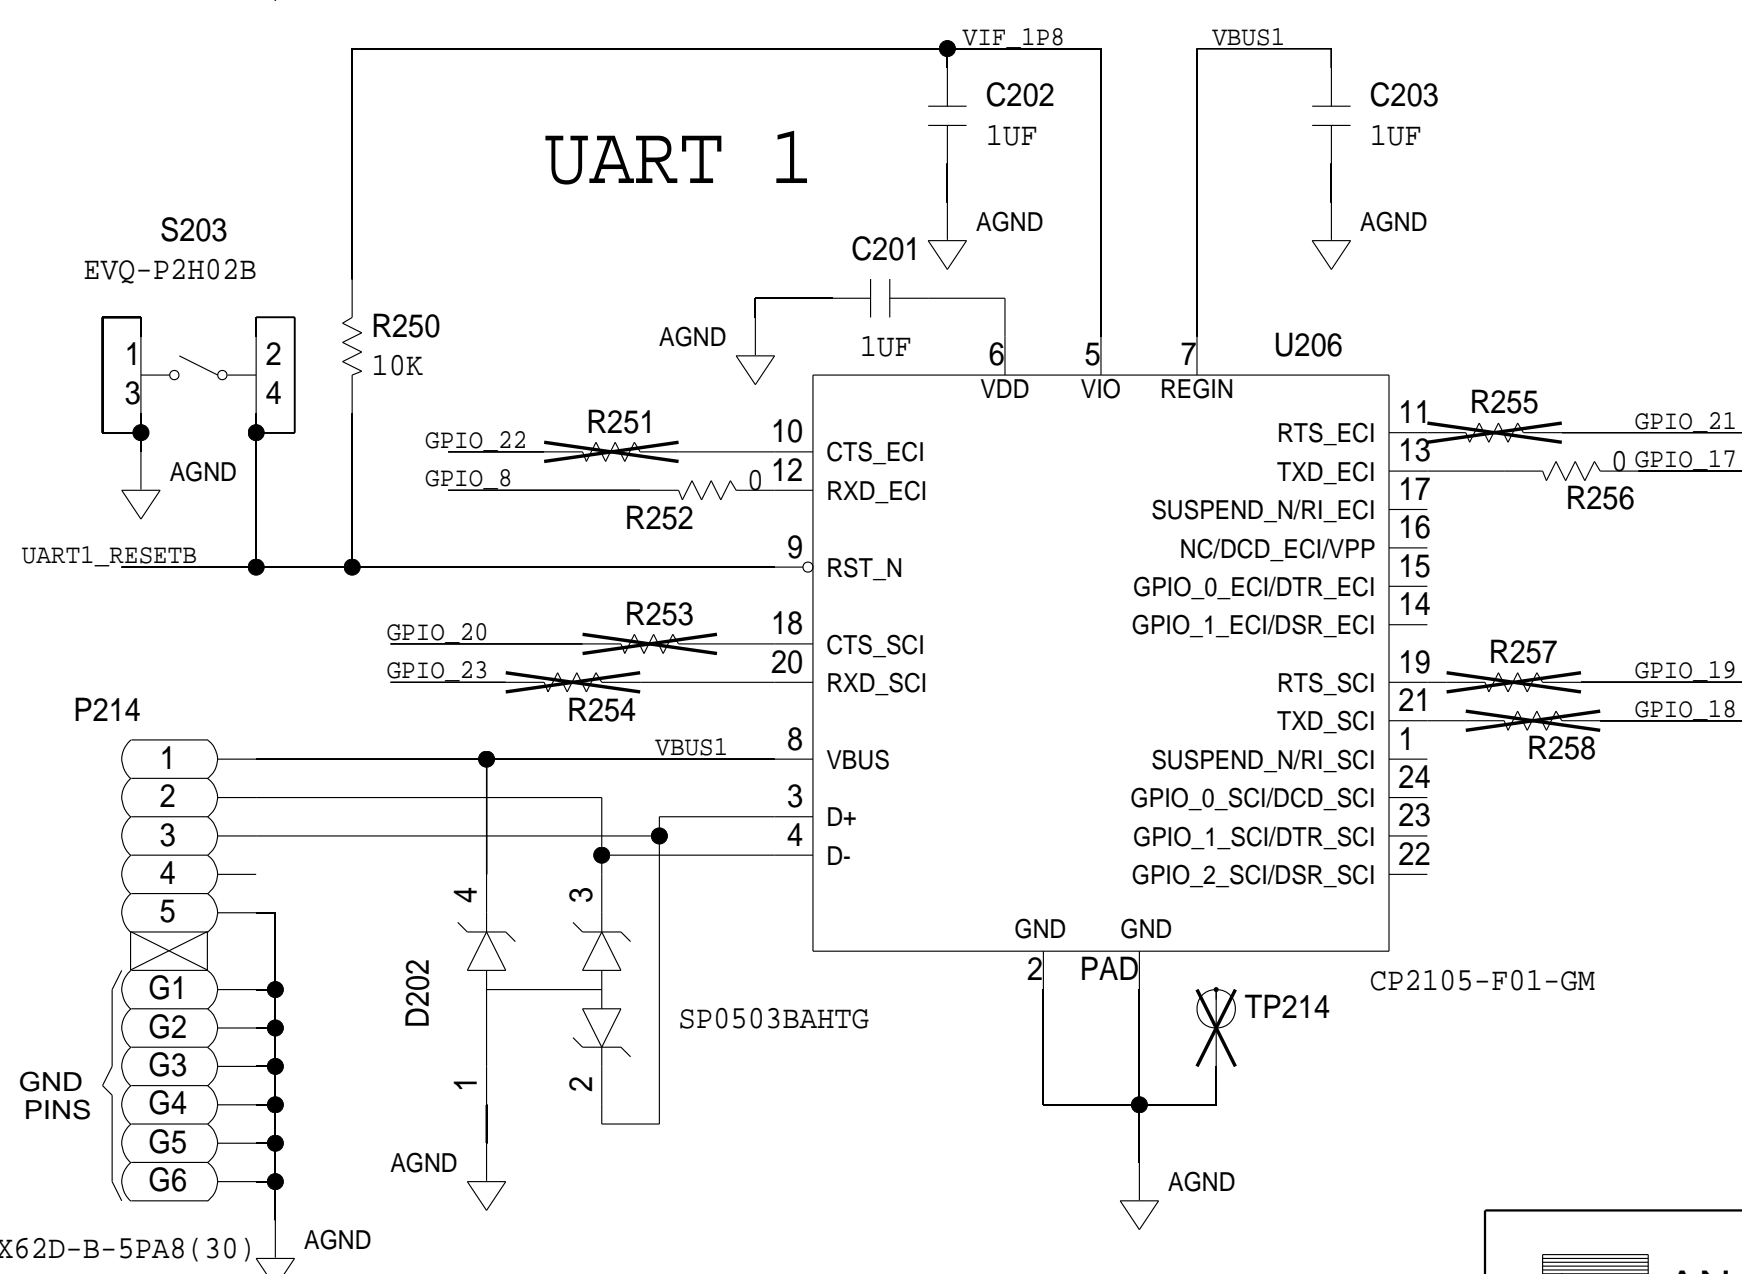 VIF_1P8
VBUS1
C202
1UF
C203
1UF
UART 1
AGND
AGND
S203
EVQ-P2H02B
C201
1UF
AGND
R250
10K
1
3
2
4
AGND
6
5
7
U206
VDD
VIO
REGIN
R251
GPIO_22
10
CTS_ECI
GPIO_8
0
12
RXD_ECI
R252
UART1_RESETB
9
RST_N
R253
GPIO_20
18
CTS_SCI
GPIO_23
20
RXD_SCI
R254
RTS_ECI
11
R255
GPIO_21
TXD_ECI
13
0
GPIO_17
R256
SUSPEND_N/RI_ECI
17
NC/DCD_ECI/VPP
16
GPIO_0_ECI/DTR_ECI
15
GPIO_1_ECI/DSR_ECI
14
RTS_SCI
19
R257
GPIO_19
TXD_SCI
21
GPIO_18
R258
SUSPEND_N/RI_SCI
1
GPIO_0_SCI/DCD_SCI
24
GPIO_1_SCI/DTR_SCI
23
GPIO_2_SCI/DSR_SCI
22
P214
1
2
3
4
5
G1
G2
G3
G4
G5
G6
GND
PINS
VBUS1
8
VBUS
3
D+
4
D-
4
3
D202
SP0503BAHTG
1
2
AGND
GND
GND
2
PAD
CP2105-F01-GM
TP214
AGND
X62D-B-5PA8(30)
AGND